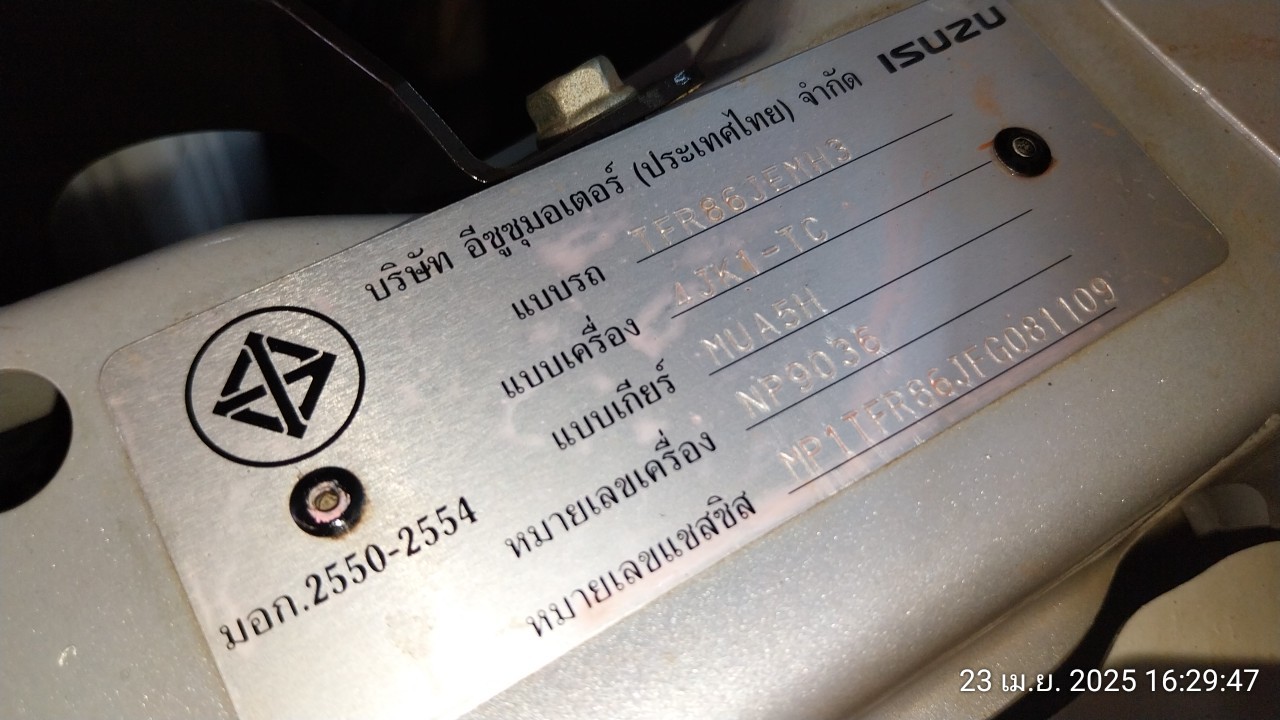 ISUZU
บริษัท อีซูซุมอเตอร์ (ประเทศไทย) จำกัด
แบบรถ TFR86JEMH3
แบบเครื่อง 4JK1-TC
แบบเกียร์ MUA5H
หมายเลขเครื่อง NP9036
หมายเลขแชสซิส MP1TFR86JFG081109
มอก.2550-2554
23 เม.ย. 2025 16:29:47